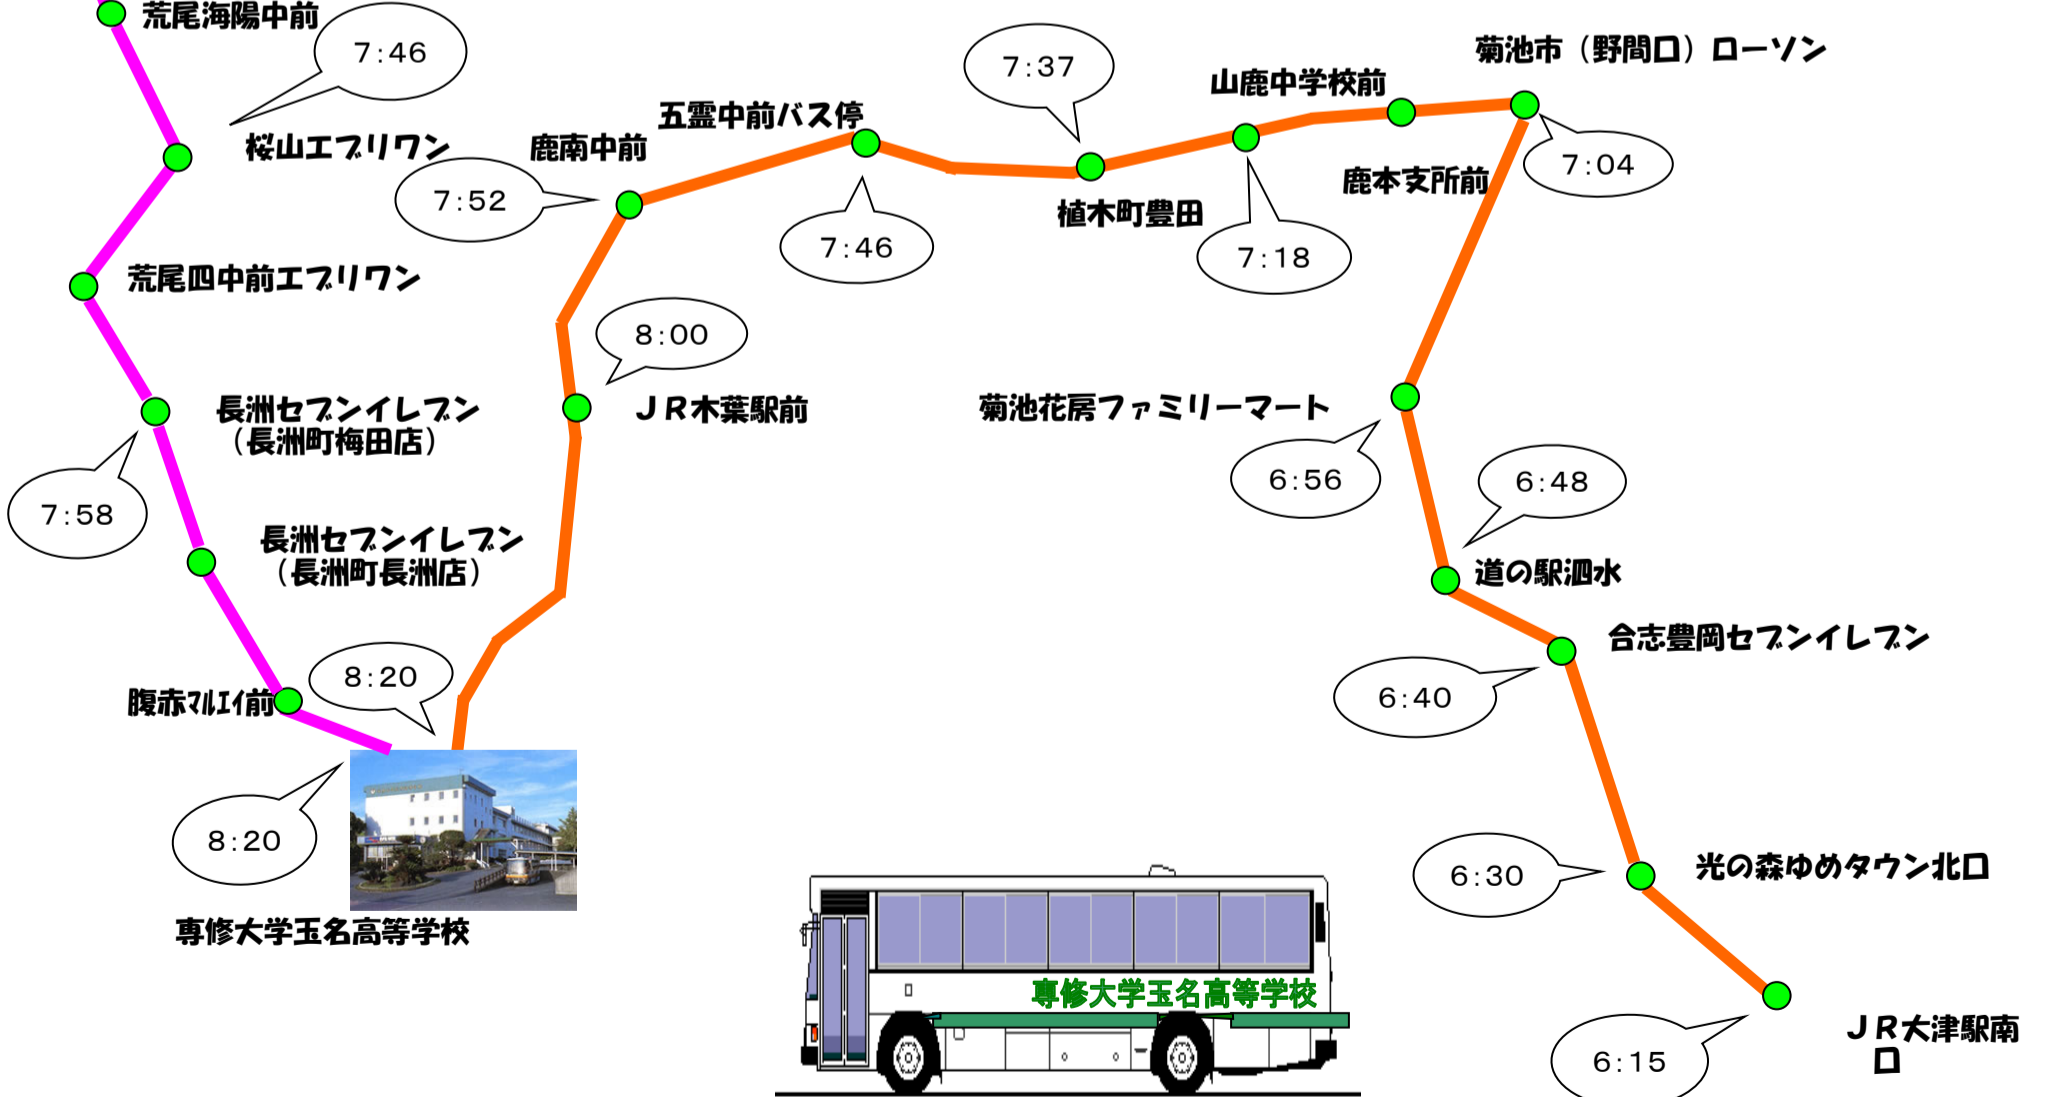 荒尾海陽中前
7:46
桜山エブリワン
荒尾四中前エブリワン
長洲セブンイレブン
（長洲町梅田店）
7:58
長洲セブンイレブン
（長洲町長洲店）
腹赤ﾏﾙｴｲ前
8:20
8:20
専修大学玉名高等学校
鹿南中前
7:52
五霊中前バス停
7:46
8:00
ＪＲ木葉駅前
7:37
植木町豊田
山鹿中学校前
7:18
鹿本支所前
菊池市（野間口）ローソン
7:04
菊池花房ファミリーマート
6:56
6:48
道の駅泗水
合志豊岡セブンイレブン
6:40
光の森ゆめタウン北口
6:30
ＪＲ大津駅南
口
6:15
専修大学玉名高等学校